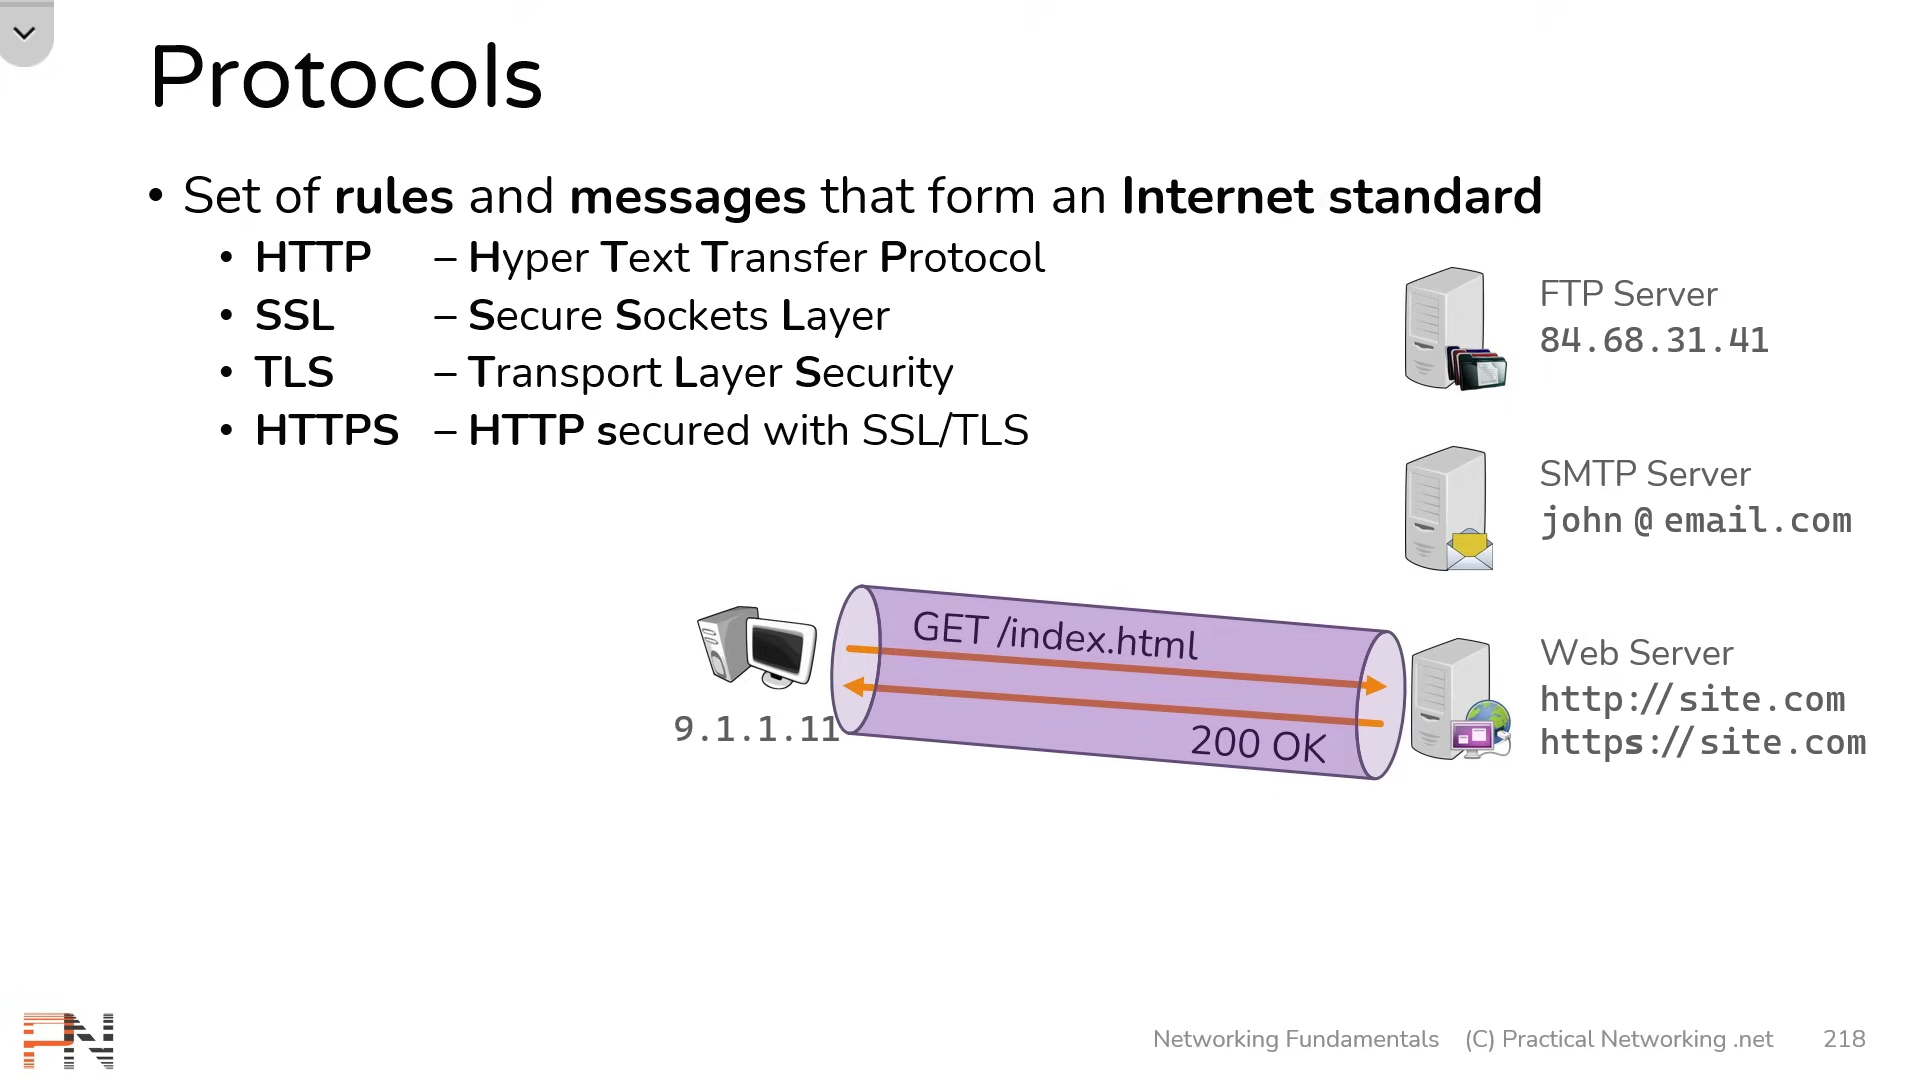 Protocols
• Set of rules and messages that form an Internet standard
• HTTP – Hyper Text Transfer Protocol
• SSL – Secure Sockets Layer
• TLS – Transport Layer Security
• HTTPS – HTTP secured with SSL/TLS
FTP Server
84.68.31.41
SMTP Server
john@email.com
GET /index.html
200 OK
9.1.1.11
Web Server
http://site.com
https://site.com
PN
Networking Fundamentals (C) Practical Networking .net 218